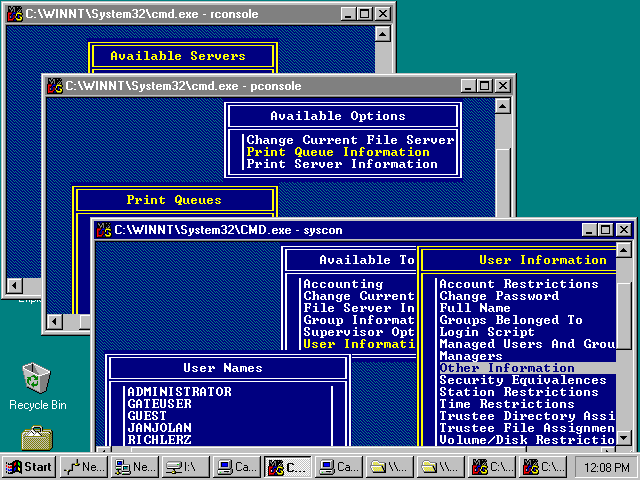 C:\WINNT\System32\cmd.exe - rconsole
Available Servers
C:\WINNT\System32\cmd.exe - pconsole
Available Options
Change Current File Server
Print Queue Information
Print Server Information
Print Queues
C:\WINNT\System32\CMD.exe - syscon
Available To
Accounting
Change Current
File Server In
Group Informat
Supervisor Opt
User Informati
User Information
Account Restrictions
Change Password
Full Name
Groups Belonged To
Login Script
Managed Users And Grou
Managers
Other Information
Security Equivalences
Station Restrictions
Time Restrictions
Trustee Directory Assi
Trustee File Assignmen
Volume/Disk Restrictio
User Names
ADMINISTRATOR
GATEUSER
GUEST
JANJOLAN
RICHLERZ
Recycle Bin
Start
Ne...
Ne...
I:\
Ca...
C...
Ca...
\\...
\\...
C:\...
C:\...
12:08 PM